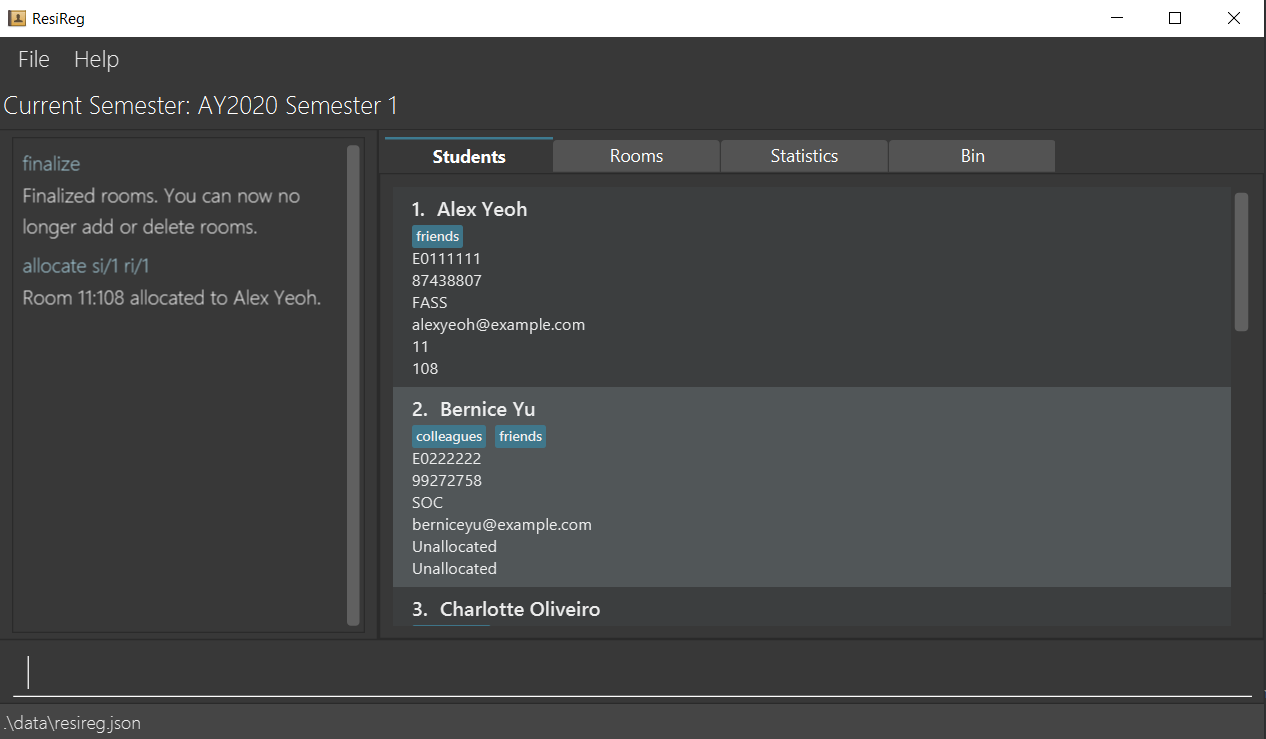 ResiReg
File Help
Current Semester: AY2020 Semester 1
finalize
Finalized rooms. You can now no
longer add or delete rooms.
allocate si/1 ri/1
Room 11:108 allocated to Alex Yeoh.
Students Rooms Statistics Bin
1. Alex Yeoh
friends
E0111111
87438807
FASS
alexyeoh@example.com
11
108
2. Bernice Yu
colleagues friends
E0222222
99272758
SOC
berniceyu@example.com
Unallocated
Unallocated
3. Charlotte Oliveiro
.\data\resireg.json